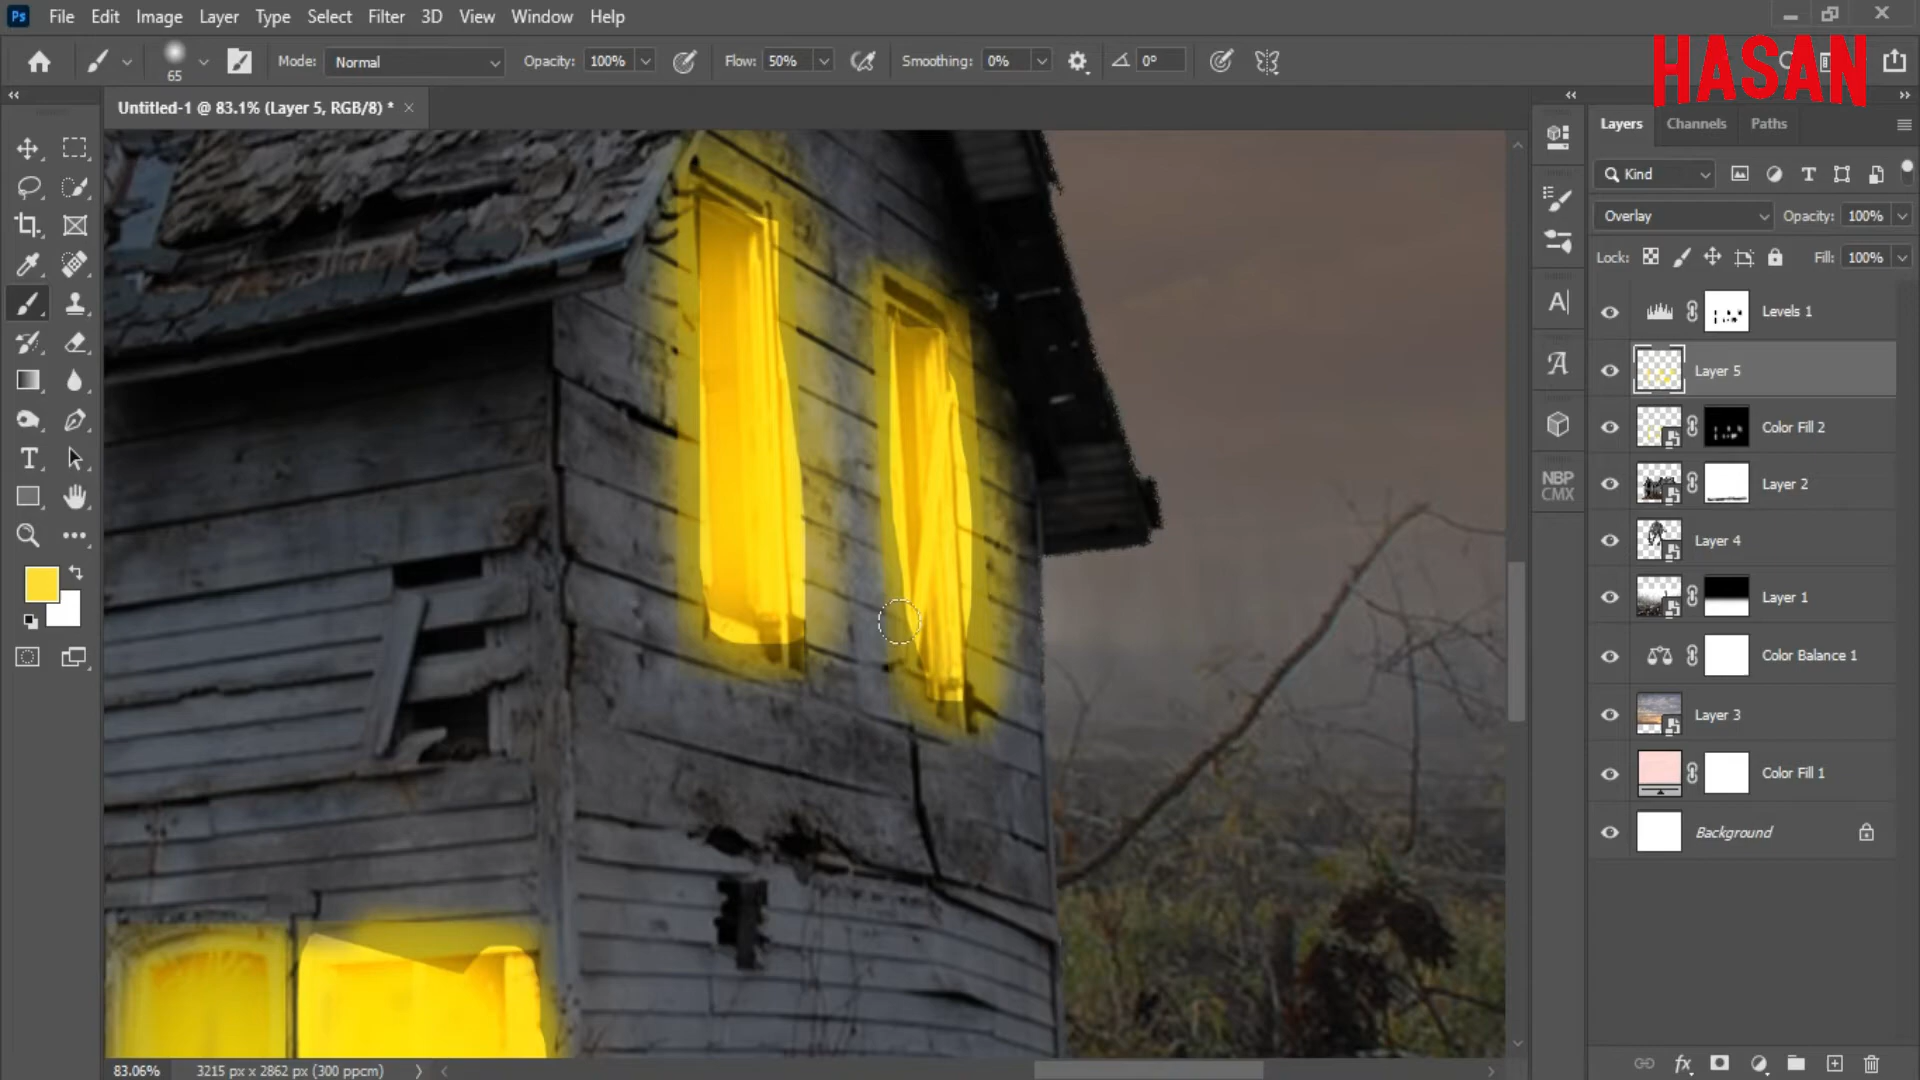 Ps File Edit Image Layer Type Select Filter 3D View Window Help
65 Mode: Normal Opacity: 100% Flow: 50% Smoothing: 0% 0°
HASAN
Untitled-1 @ 83.1% (Layer 5, RGB/8) *
Layers Channels Paths
Kind
Overlay Opacity: 100%
Lock: Fill: 100%
Levels 1
Layer 5
Color Fill 2
Layer 2
Layer 4
Layer 1
Color Balance 1
Layer 3
Color Fill 1
Background
NBP
CMX
83.06% 3215 px x 2862 px (300 ppcm)